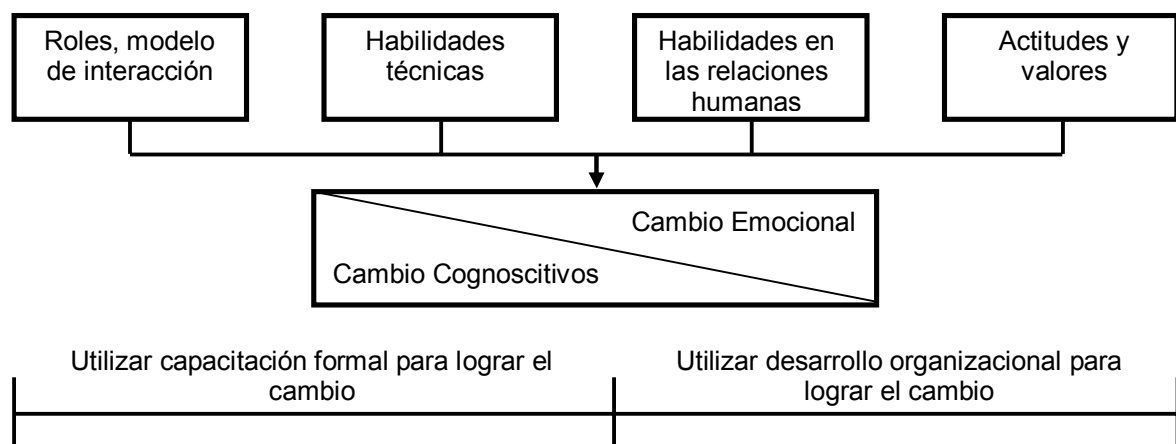 Roles, modelo
de interacción
Habilidades
técnicas
Habilidades en
las relaciones
humanas
Actitudes y
valores
Cambio Emocional
Cambio Cognoscitivos
Utilizar capacitación formal para lograr el
cambio
Utilizar desarrollo organizacional para
lograr el cambio